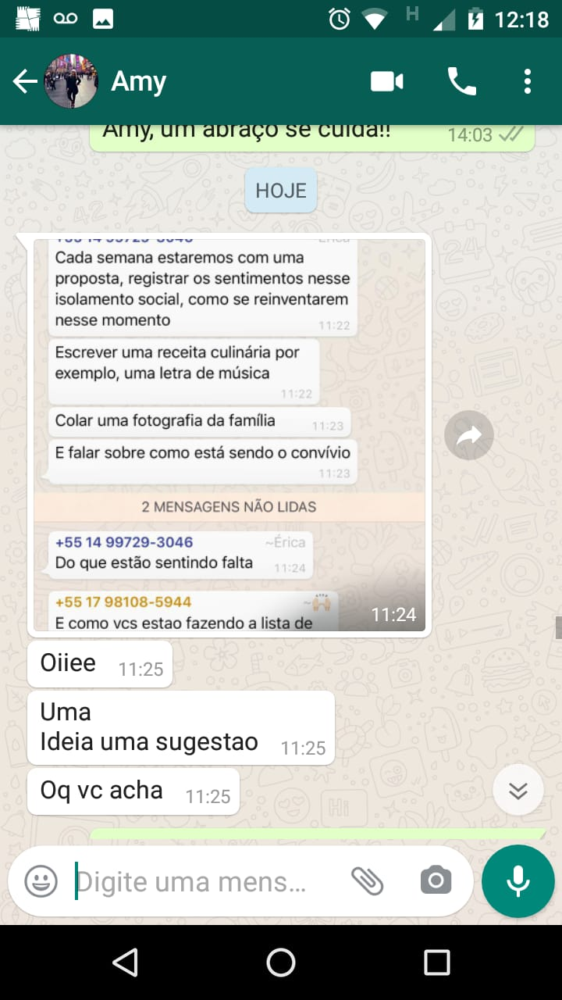 H
12:18
Amy
Amy, um abraço se cuida!!
14:03
HOJE
+55 14 99729-3046
~Érica
Cada semana estaremos com uma
proposta, registrar os sentimentos nesse
isolamento social, como se reinventarem
nesse momento
11:22
Escrever uma receita culinária por
exemplo, uma letra de música
11:22
Colar uma fotografia da família
11:23
E falar sobre como está sendo o convívio
11:23
2 MENSAGENS NÃO LIDAS
+55 14 99729-3046
~Érica
Do que estão sentindo falta
11:24
+55 17 98108-5944
E como vcs estao fazendo a lista de
11:24
Oiiee
11:25
Uma
Ideia uma sugestao
11:25
Oq vc acha
11:25
Digite uma mens...